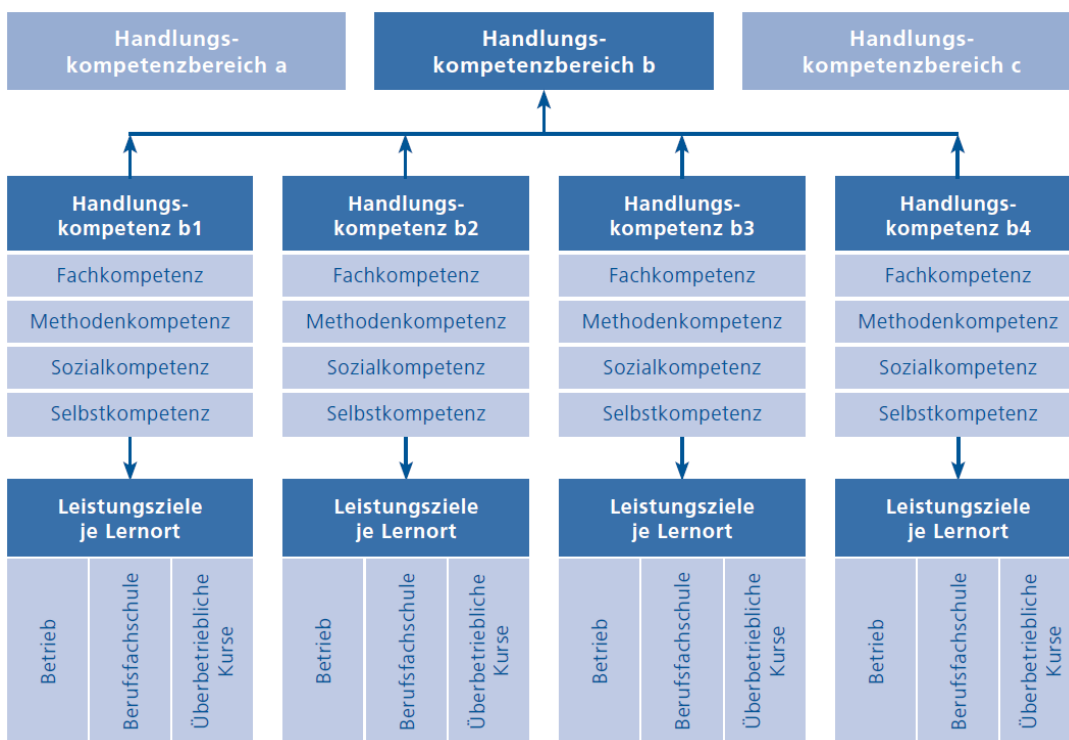 Handlungs-
kompetenzbereich a
Handlungs-
kompetenzbereich b
Handlungs-
kompetenzbereich c
Handlungs-
kompetenz b1
Fachkompetenz
Methodenkompetenz
Sozialkompetenz
Selbstkompetenz
Leistungsziele
je Lernort
Betrieb
Berufsfachschule
Überbetriebliche
Kurse
Handlungs-
kompetenz b2
Fachkompetenz
Methodenkompetenz
Sozialkompetenz
Selbstkompetenz
Leistungsziele
je Lernort
Betrieb
Berufsfachschule
Überbetriebliche
Kurse
Handlungs-
kompetenz b3
Fachkompetenz
Methodenkompetenz
Sozialkompetenz
Selbstkompetenz
Leistungsziele
je Lernort
Betrieb
Berufsfachschule
Überbetriebliche
Kurse
Handlungs-
kompetenz b4
Fachkompetenz
Methodenkompetenz
Sozialkompetenz
Selbstkompetenz
Leistungsziele
je Lernort
Betrieb
Berufsfachschule
Überbetriebliche
Kurse